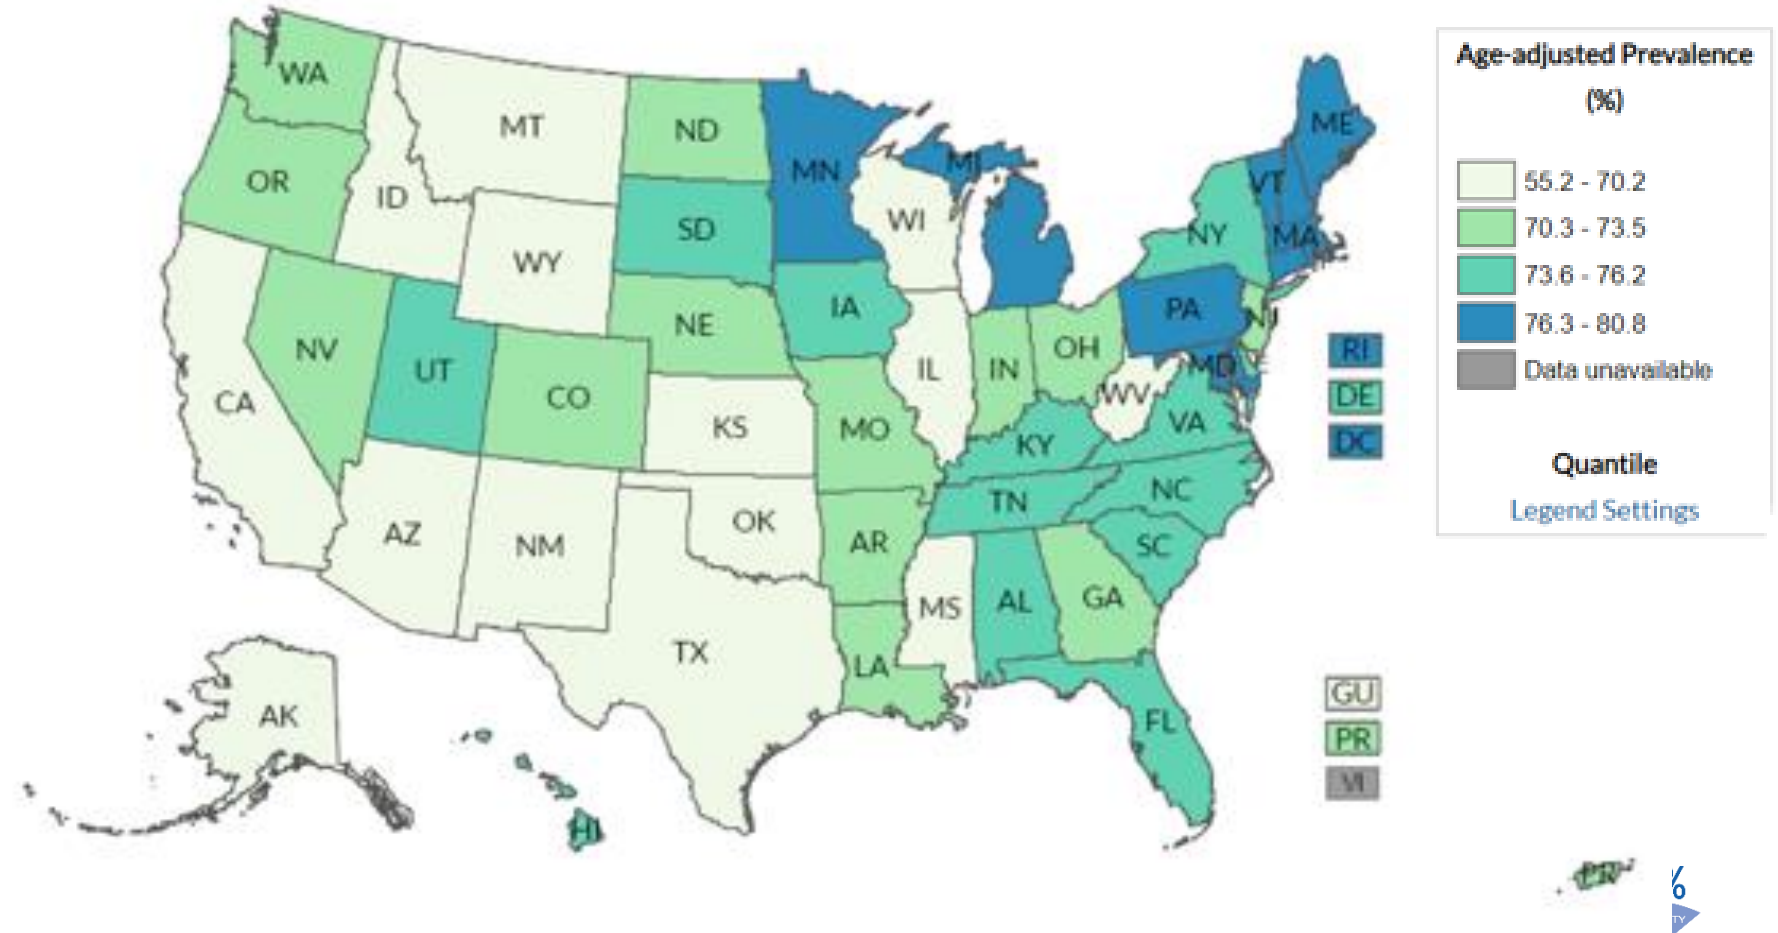 WA
MT
ND
MN
MI
ME
OR
ID
SD
WI
VT
NY
MA
WY
NE
IA
PA
NJ
NV
UT
CO
IL
IN
OH
MD
CA
KS
MO
WV
VA
KY
AZ
NM
OK
TN
NC
AR
SC
TX
MS
AL
GA
LA
AK
FL
HI
RI
DE
DC
GU
PR
VI
PR
Age-adjusted Prevalence
(%)
55.2 - 70.2
70.3 - 73.5
73.6 - 76.2
76.3 - 80.8
Data unavailable
Quantile
Legend Settings
%
TY